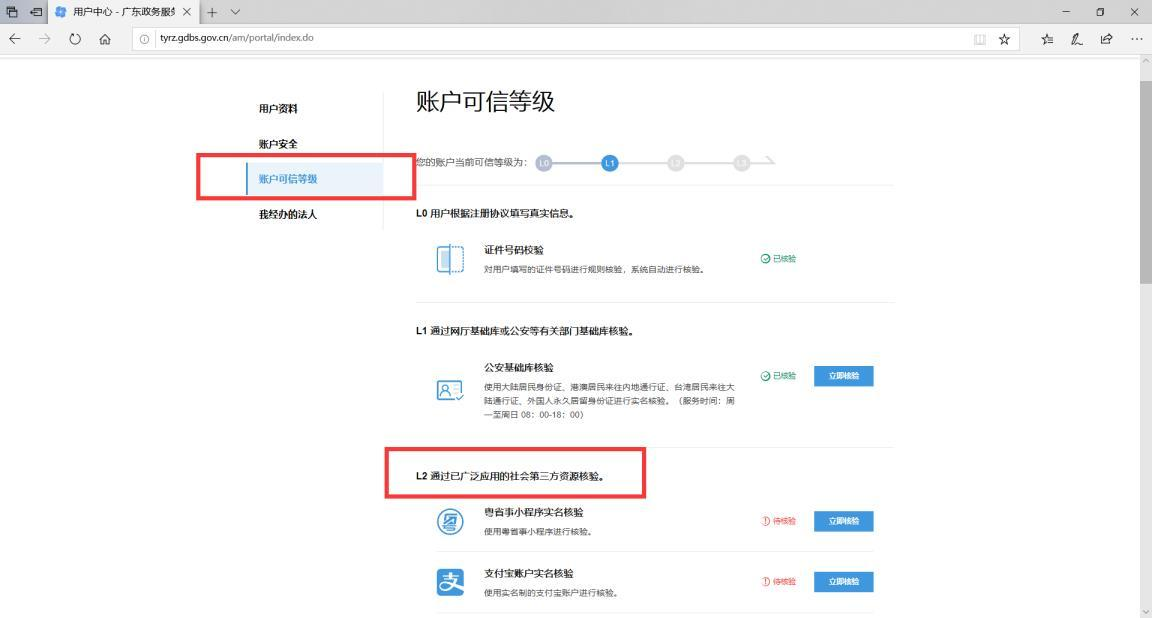 用户中心 - 广东政务服务
tyrz.gdbs.gov.cn/am/portal/index.do
用户资料
账户安全
账户可信等级
我经办的法人
账户可信等级
您的账户当前可信等级为：
L0
L1
L2
L3
L0 用户根据注册协议填写真实信息。
证件号码校验
对用户填写的证件号码进行规则核验，系统自动进行核验。
已核验
L1 通过网厅基础库或公安等有关部门基础库核验。
公安基础库核验
使用大陆居民身份证、港澳居民来往内地通行证、台湾居民来往大
陆通行证、外国人永久居留身份证进行实名核验。（服务时间：周
一至周日 08：00-18：00）
已核验
立即核验
L2 通过已广泛应用的社会第三方资源核验。
粤省事小程序实名核验
使用粤省事小程序进行核验。
待核验
立即核验
支付宝账户实名核验
使用实名制的支付宝账户进行核验。
待核验
立即核验